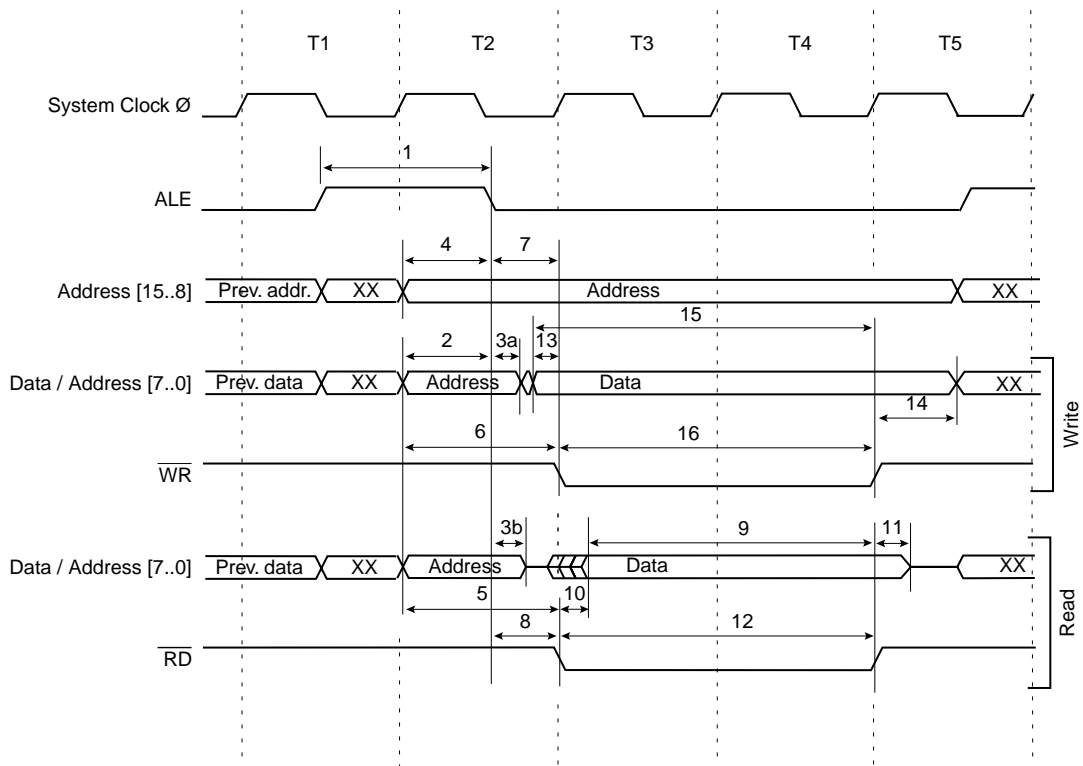 T1 T2 T3 T4 T5
System Clock Ø
1
ALE
4 7
Address [15..8] Prev. addr. XX Address XX
15
2 3a 13
Data / Address [7..0] Prev. data XX Address Data XX
14
6 16
WR
Write
3b 9 11
Data / Address [7..0] Prev. data XX Address Data XX
5 10
8 12
RD
Read